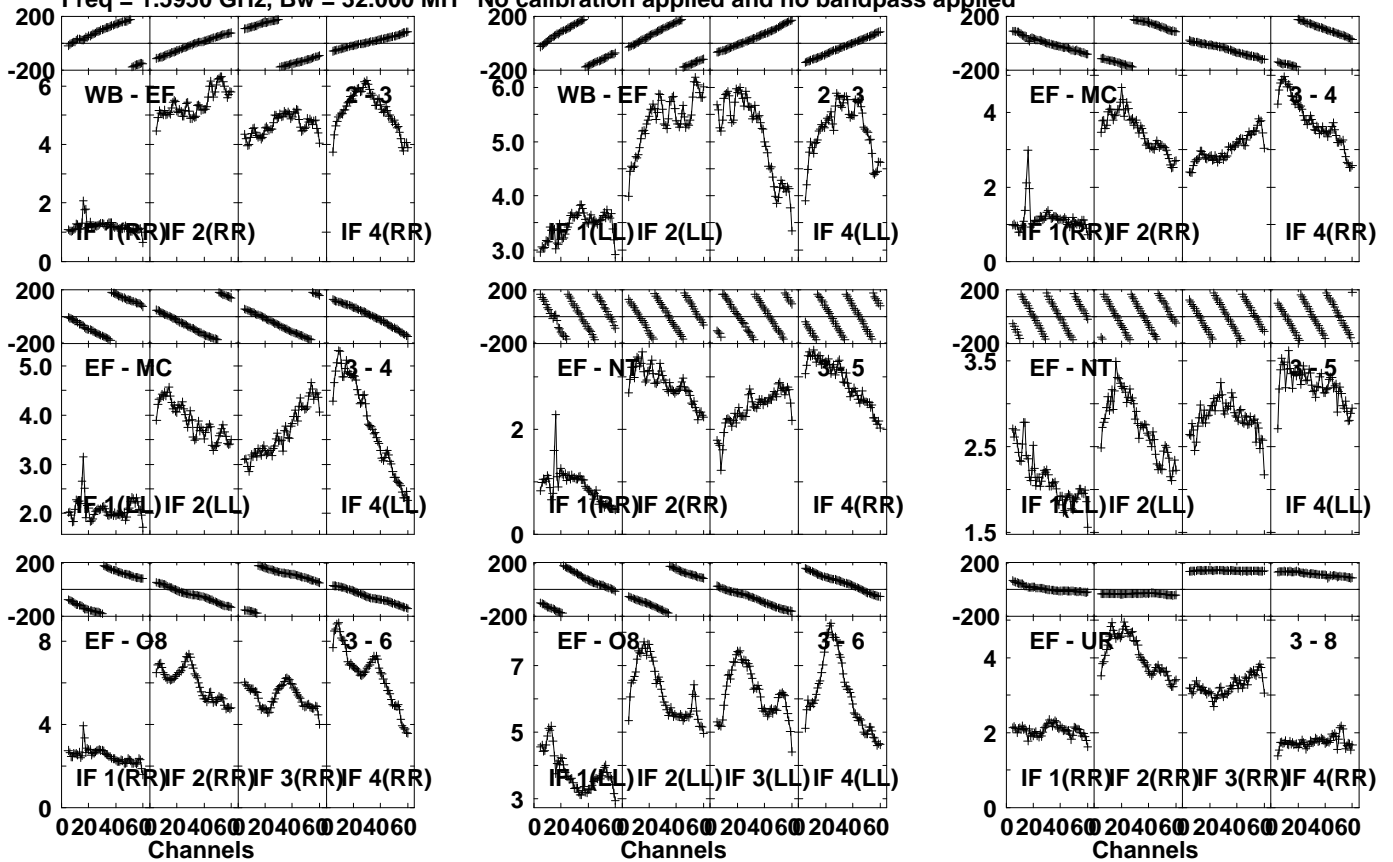 Freq = 1.5950 GHz, Bw = 32.000 MH No calibration applied and no bandpass applied
200
-200
WB - EF 2 - 3
6
4
2
0
IF 1(RR) IF 2(RR) IF 4(RR)
200
-200
WB - EF 2 - 3
6.0
5.0
4.0
3.0
IF 1(LL) IF 2(LL) IF 4(LL)
200
-200
EF - MC 3 - 4
4
2
0
IF 1(RR) IF 2(RR) IF 4(RR)
200
-200
EF - MC 3 - 4
5.0
4.0
3.0
2.0
IF 1(LL) IF 2(LL) IF 4(LL)
200
-200
EF - NT 3 - 5
2
0
IF 1(RR) IF 2(RR) IF 4(RR)
200
-200
EF - NT 3 - 5
3.5
2.5
1.5
IF 1(LL) IF 2(LL) IF 4(LL)
200
-200
EF - O8 3 - 6
8
4
0
IF 1(RR) IF 2(RR) IF 3(RR) IF 4(RR)
0 20 40 60 0 20 40 60 0 20 40 60 0 20 40 60
Channels
200
-200
EF - O8 3 - 6
7
5
3
IF 1(LL) IF 2(LL) IF 3(LL) IF 4(LL)
0 20 40 60 0 20 40 60 0 20 40 60 0 20 40 60
Channels
200
-200
EF - UR 3 - 8
4
2
0
IF 1(RR) IF 2(RR) IF 3(RR) IF 4(RR)
0 20 40 60 0 20 40 60 0 20 40 60 0 20 40 60
Channels